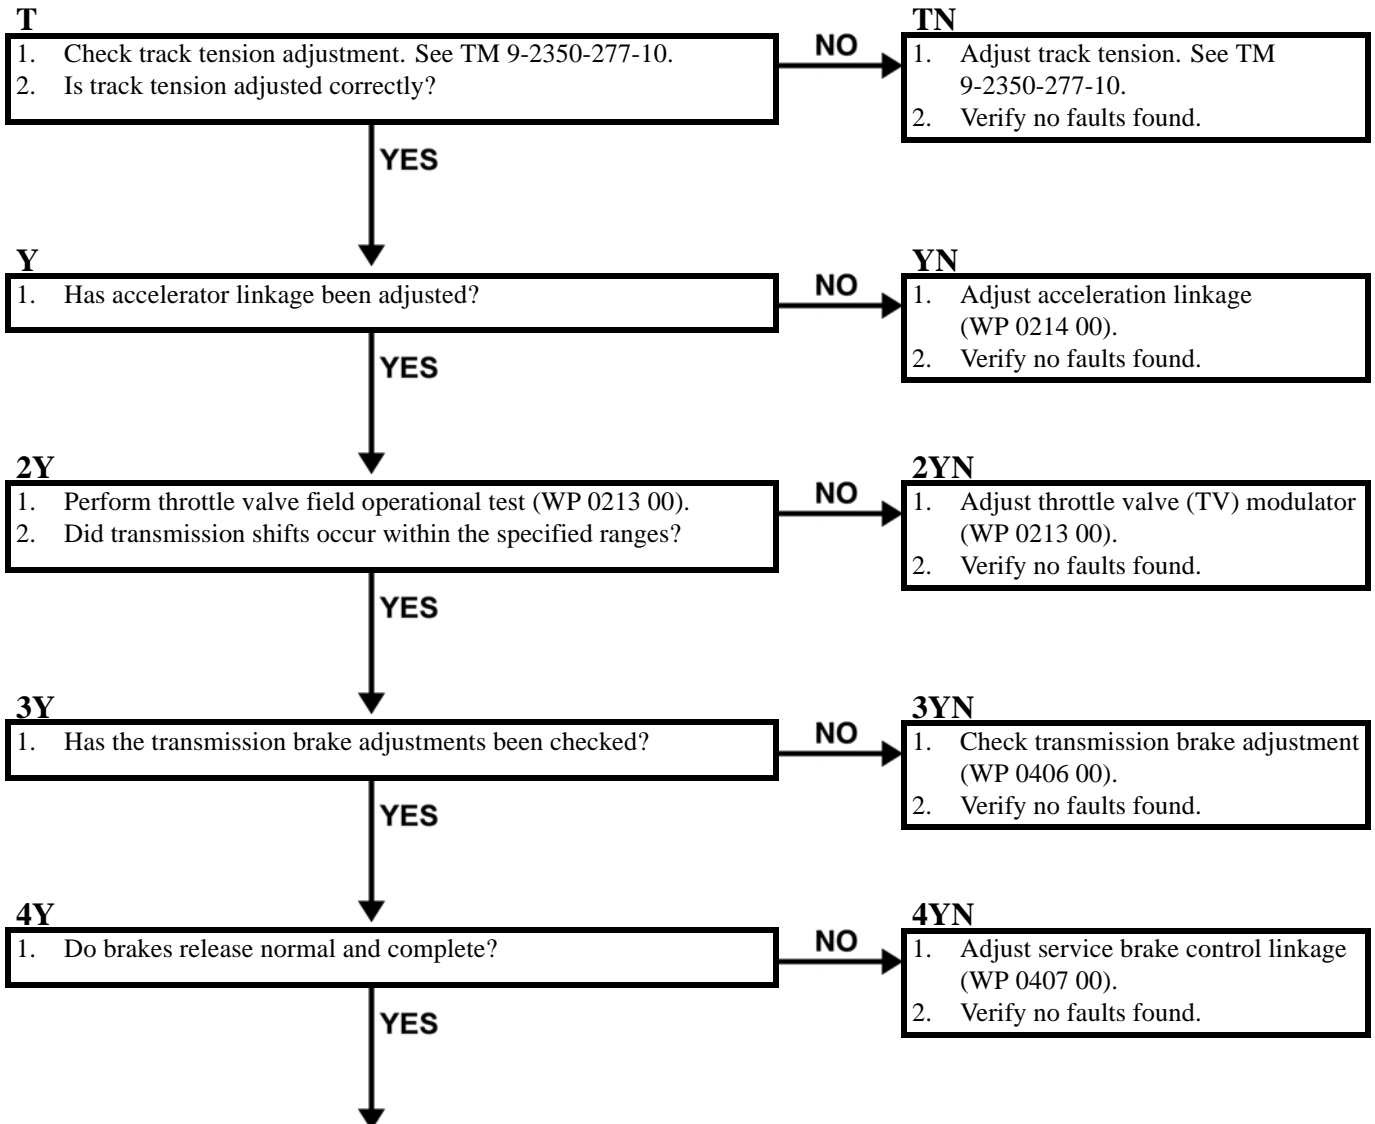 T
1. Check track tension adjustment. See TM 9-2350-277-10.
2. Is track tension adjusted correctly?
NO
TN
1. Adjust track tension. See TM
9-2350-277-10.
2. Verify no faults found.
YES
Y
1. Has accelerator linkage been adjusted?
NO
YN
1. Adjust acceleration linkage
(WP 0214 00).
2. Verify no faults found.
YES
2Y
1. Perform throttle valve field operational test (WP 0213 00).
2. Did transmission shifts occur within the specified ranges?
NO
2YN
1. Adjust throttle valve (TV) modulator
(WP 0213 00).
2. Verify no faults found.
YES
3Y
1. Has the transmission brake adjustments been checked?
NO
3YN
1. Check transmission brake adjustment
(WP 0406 00).
2. Verify no faults found.
YES
4Y
1. Do brakes release normal and complete?
NO
4YN
1. Adjust service brake control linkage
(WP 0407 00).
2. Verify no faults found.
YES